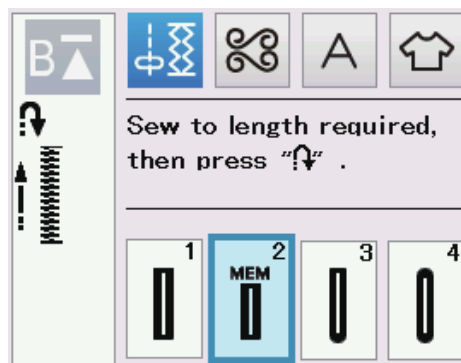 B
A
Sew to length required,
then press "" .
1
2
MEM
3
4